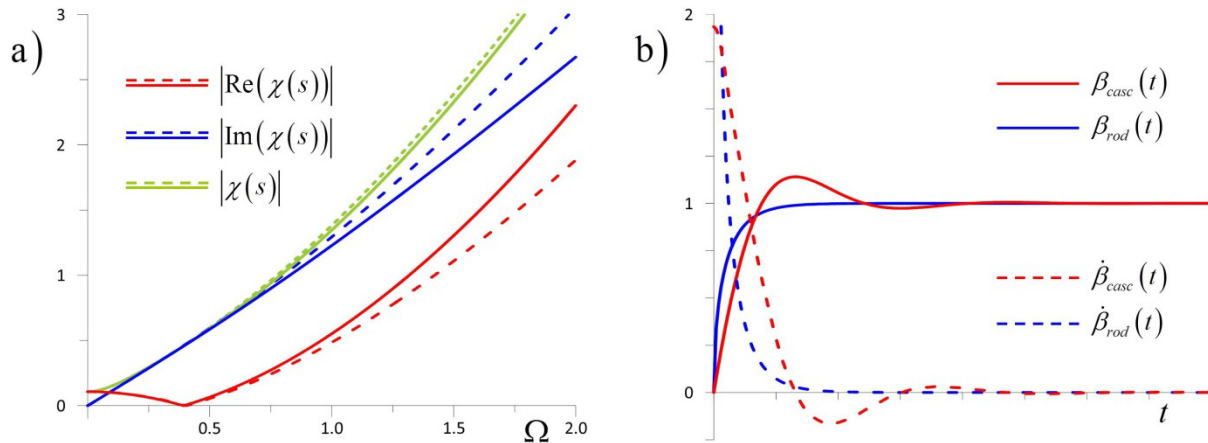 a)
3
2
1
0
|Re(χ(s))|
|Im(χ(s))|
|χ(s)|
0.5
1.0
1.5
Ω
2.0
b)
2
1
0
β_casc(t)
β_rod(t)
β̇_casc(t)
β̇_rod(t)
t